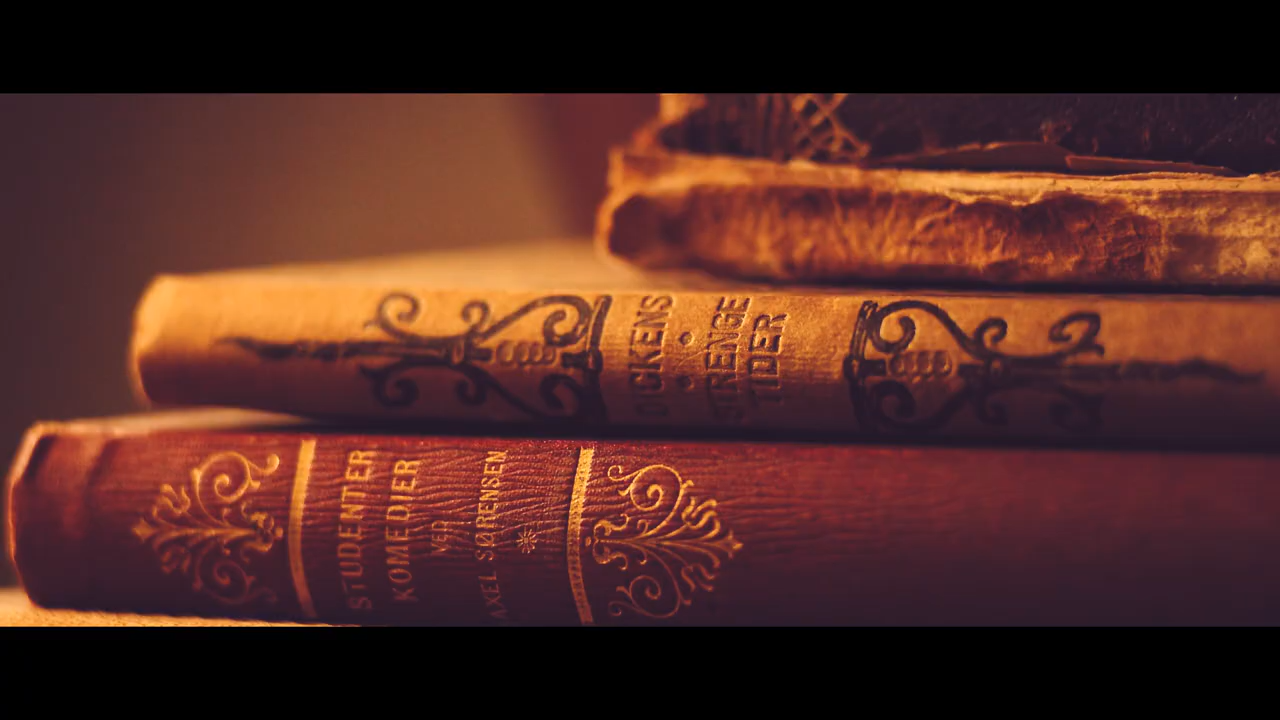 DICKENS
STRENGE
TIDER
STUDENTER
KOMEDIER
VED
AXEL SØRENSEN